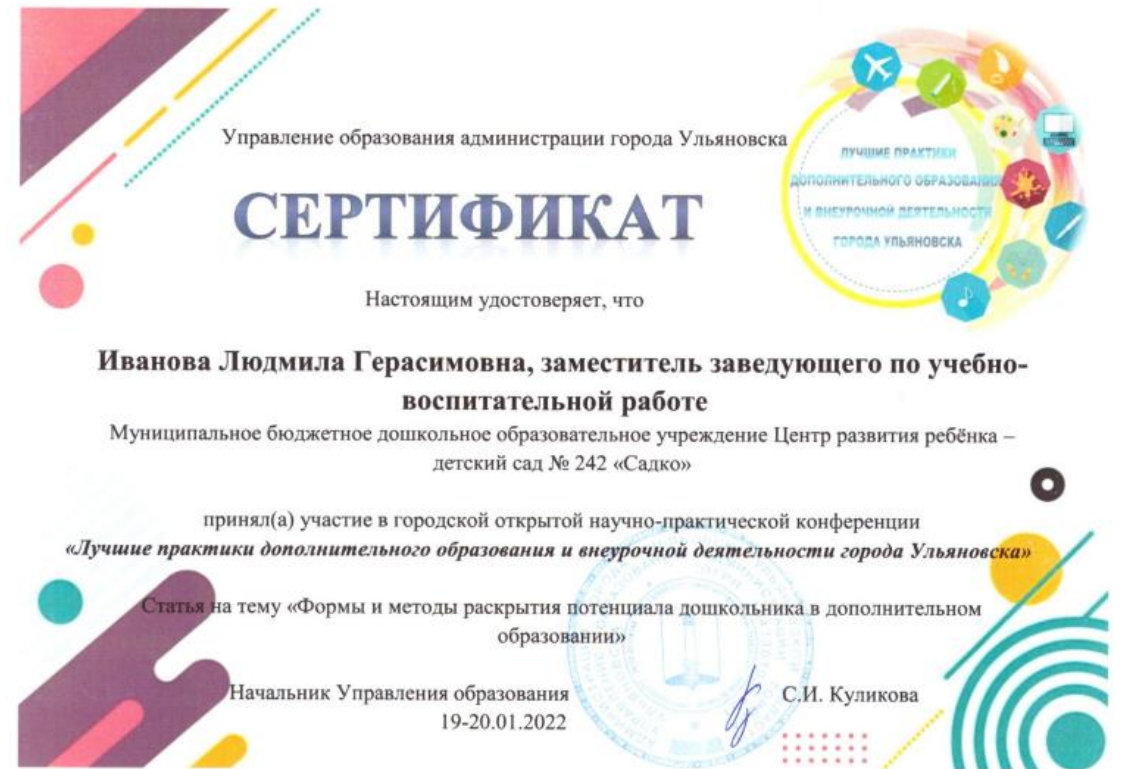 Управление образования администрации города Ульяновска
ЛУЧШИЕ ПРАКТИКИ
ДОПОЛНИТЕЛЬНОГО ОБРАЗОВАНИЯ
И ВНЕУРОЧНОЙ ДЕЯТЕЛЬНОСТИ
ГОРОДА УЛЬЯНОВСКА
СЕРТИФИКАТ
Настоящим удостоверяет, что
Иванова Людмила Герасимовна, заместитель заведующего по учебно-
воспитательной работе
Муниципальное бюджетное дошкольное образовательное учреждение Центр развития ребёнка –
детский сад № 242 «Садко»
принял(а) участие в городской открытой научно-практической конференции
«Лучшие практики дополнительного образования и внеурочной деятельности города Ульяновска»
Статья на тему «Формы и методы раскрытия потенциала дошкольника в дополнительном
образовании»
Начальник Управления образования
С.И. Куликова
19-20.01.2022